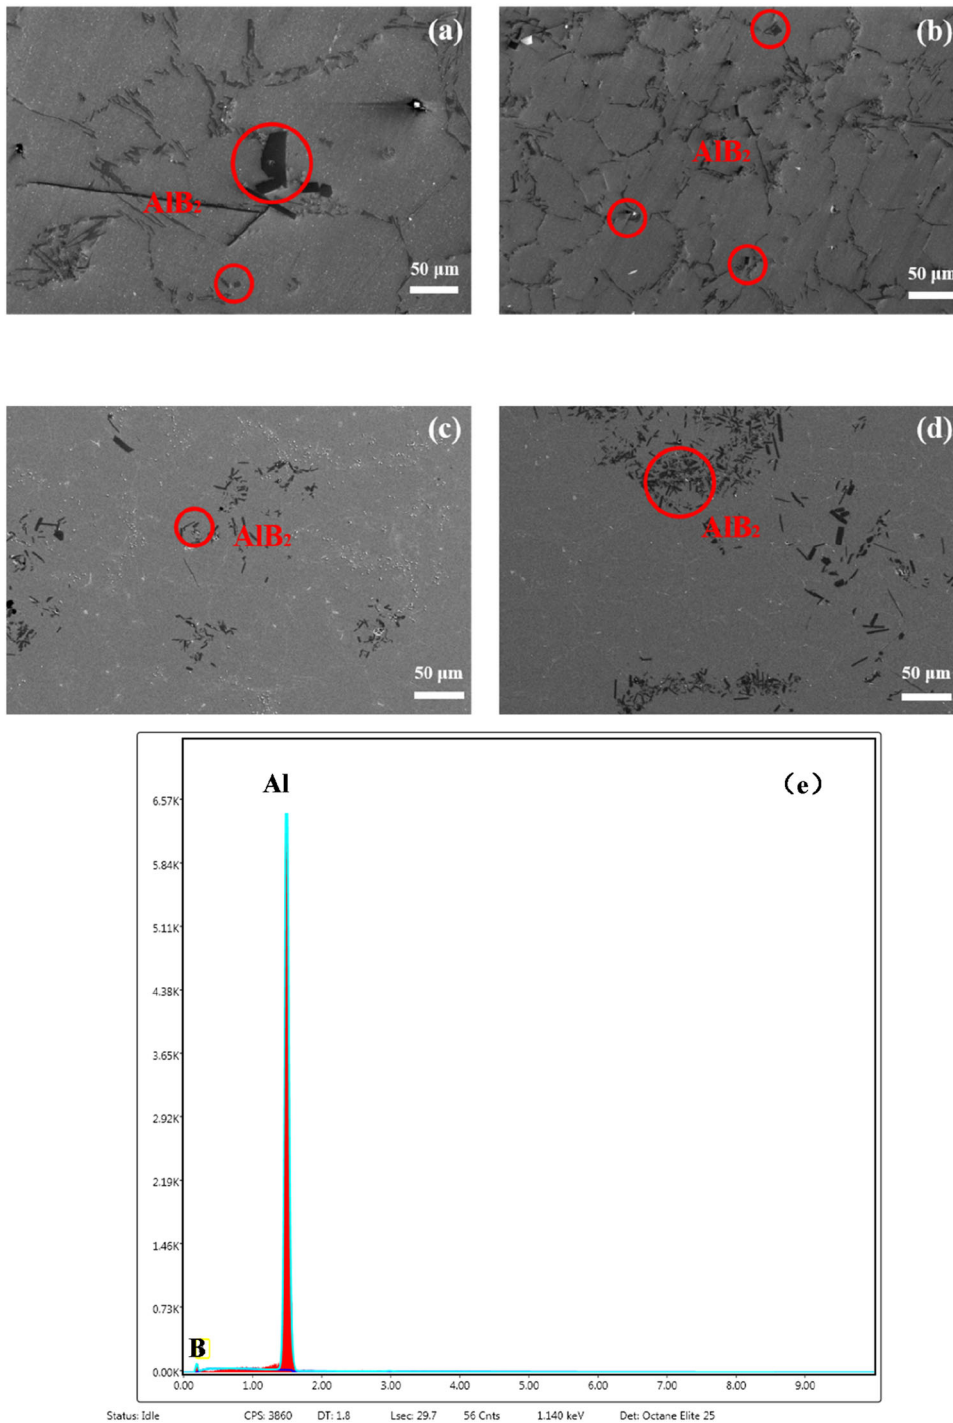 (a)
AlB₂
50 μm
(b)
AlB₂
50 μm
(c)
AlB₂
50 μm
(d)
AlB₂
50 μm
Al
(e)
6.57K
5.84K
5.11K
4.38K
3.65K
2.92K
2.19K
1.46K
0.73K
B
0.00K
0.00 1.00 2.00 3.00 4.00 5.00 6.00 7.00 8.00 9.00
Status: Idle CPS: 3860 DT: 1.8 Lsec: 29.7 56 Cnts 1.140 keV Det: Octane Elite 25